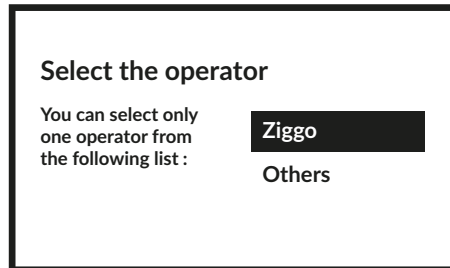 Select the operator
You can select only
one operator from
the following list :
Ziggo
Others